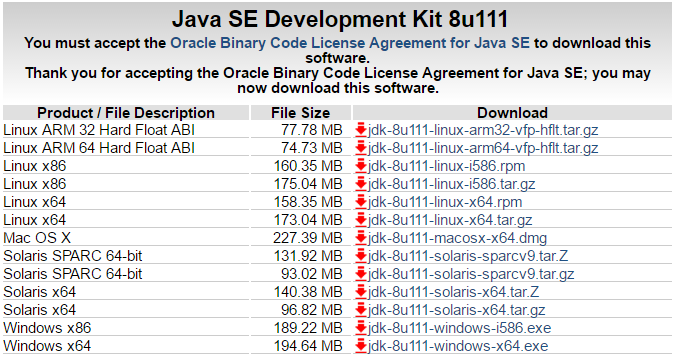 Java SE Development Kit 8u111
You must accept the Oracle Binary Code License Agreement for Java SE to download this
software.
Thank you for accepting the Oracle Binary Code License Agreement for Java SE; you may
now download this software.
Product / File Description File Size Download
Linux ARM 32 Hard Float ABI 77.78 MB jdk-8u111-linux-arm32-vfp-hflt.tar.gz
Linux ARM 64 Hard Float ABI 74.73 MB jdk-8u111-linux-arm64-vfp-hflt.tar.gz
Linux x86 160.35 MB jdk-8u111-linux-i586.rpm
Linux x86 175.04 MB jdk-8u111-linux-i586.tar.gz
Linux x64 158.35 MB jdk-8u111-linux-x64.rpm
Linux x64 173.04 MB jdk-8u111-linux-x64.tar.gz
Mac OS X 227.39 MB jdk-8u111-macosx-x64.dmg
Solaris SPARC 64-bit 131.92 MB jdk-8u111-solaris-sparcv9.tar.Z
Solaris SPARC 64-bit 93.02 MB jdk-8u111-solaris-sparcv9.tar.gz
Solaris x64 140.38 MB jdk-8u111-solaris-x64.tar.Z
Solaris x64 96.82 MB jdk-8u111-solaris-x64.tar.gz
Windows x86 189.22 MB jdk-8u111-windows-i586.exe
Windows x64 194.64 MB jdk-8u111-windows-x64.exe